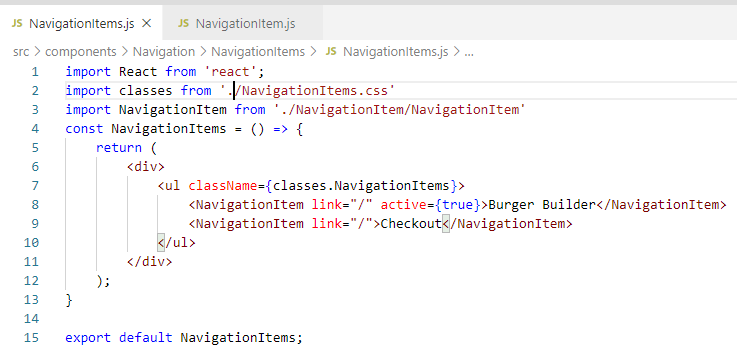 JS NavigationItems.js ×
JS NavigationItem.js
src > components > Navigation > NavigationItems > JS NavigationItems.js > ...
1 import React from 'react';
2 import classes from './NavigationItems.css'
3 import NavigationItem from './NavigationItem/NavigationItem'
4 const NavigationItems = () => {
5     return (
6         <div>
7             <ul className={classes.NavigationItems}>
8                 <NavigationItem link="/" active={true}>Burger Builder</NavigationItem>
9                 <NavigationItem link="/">Checkout</NavigationItem>
10             </ul>
11         </div>
12     );
13 }
14
15 export default NavigationItems;